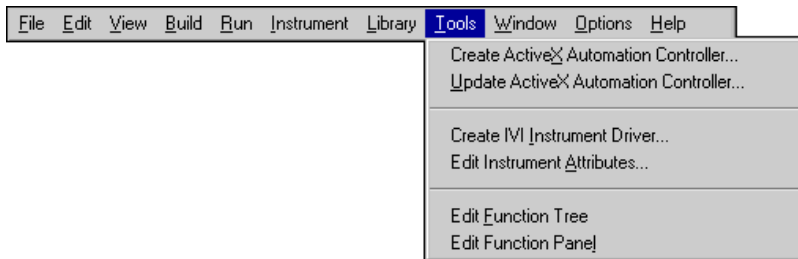 File Edit View Build Run Instrument Library Tools Window Options Help
Create ActiveX Automation Controller...
Update ActiveX Automation Controller...
Create IVI Instrument Driver...
Edit Instrument Attributes...
Edit Function Tree
Edit Function Panel